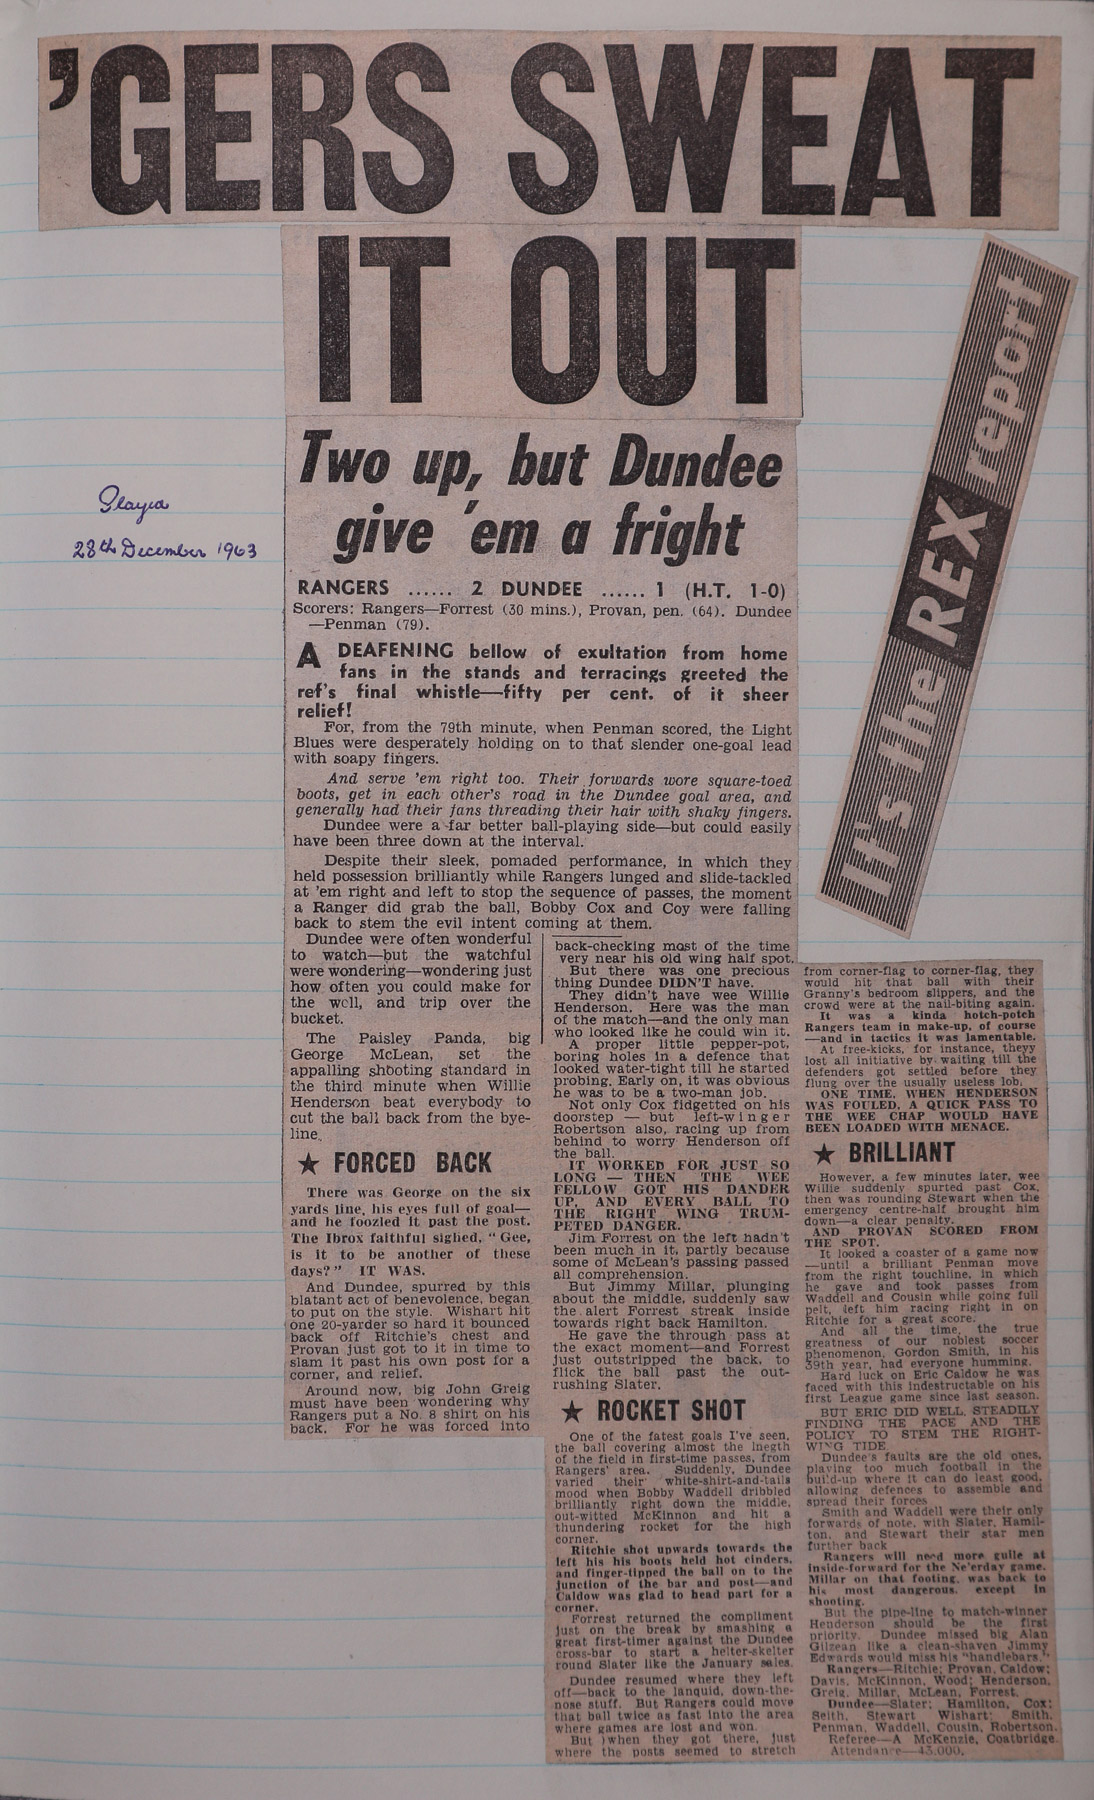 'GERS SWEAT
IT OUT
It's the REX report
Played
28th December 1963
Two up, but Dundee
give 'em a fright
RANGERS ...... 2 DUNDEE ...... 1 (H.T. 1-0)
Scorers: Rangers—Forrest (30 mins.), Provan, pen. (64). Dundee
—Penman (79).
A DEAFENING bellow of exultation from home
fans in the stands and terracings greeted the
ref's final whistle—fifty per cent. of it sheer
relief!
For, from the 79th minute, when Penman scored, the Light
Blues were desperately holding on to that slender one-goal lead
with soapy fingers.
And serve 'em right too. Their forwards wore square-toed
boots, get in each other's road in the Dundee goal area, and
generally had their fans threading their hair with shaky fingers.
Dundee were a far better ball-playing side—but could easily
have been three down at the interval.
Despite their sleek, pomaded performance, in which they
held possession brilliantly while Rangers lunged and slide-tackled
at 'em right and left to stop the sequence of passes, the moment
a Ranger did grab the ball, Bobby Cox and Coy were falling
back to stem the evil intent coming at them.
Dundee were often wonderful
to watch—but the watchful
were wondering—wondering just
how often you could make for
the well, and trip over the
bucket.
The Paisley Panda, big
George McLean, set the
appalling shooting standard in
the third minute when Willie
Henderson beat everybody to
cut the ball back from the bye-
line.
★ FORCED BACK
There was George on the six
yards line, his eyes full of goal—
and he foozled it past the post.
The Ibrox faithful sighed, "Gee,
is it to be another of these
days?" IT WAS.
And Dundee, spurred by this
blatant act of benevolence, began
to put on the style. Wishart hit
one 20-yarder so hard it bounced
back off Ritchie's chest and
Provan just got to it in time to
slam it past his own post for a
corner, and relief.
Around now, big John Greig
must have been wondering why
Rangers put a No. 8 shirt on his
back. For he was forced into
back-checking most of the time
very near his old wing half spot.
But there was one precious
thing Dundee DIDN'T have.
They didn't have wee Willie
Henderson. Here was the man
of the match—and the only man
who looked like he could win it.
A proper little pepper-pot,
boring holes in a defence that
looked water-tight till he started
probing. Early on, it was obvious
he was to be a two-man job.
Not only Cox fidgetted on his
doorstep — but left-winger
Robertson also, racing up from
behind to worry Henderson off
the ball.
IT WORKED FOR JUST SO
LONG — THEN THE WEE
FELLOW GOT HIS DANDER
UP, AND EVERY BALL TO
THE RIGHT WING TRUM-
PETED DANGER.
Jim Forrest on the left hadn't
been much in it, partly because
some of McLean's passing passed
all comprehension.
But Jimmy Millar, plunging
about the middle, suddenly saw
the alert Forrest streak inside
towards right back Hamilton.
He gave the through pass at
the exact moment—and Forrest
just outstripped the back, to
flick the ball past the out-
rushing Slater.
★ ROCKET SHOT
One of the fatest goals I've seen,
the ball covering almost the lnegth
of the field in first-time passes, from
Rangers' area. Suddenly, Dundee
varied their white-shirt-and-tails
mood when Bobby Waddell dribbled
brilliantly right down the middle,
out-witted McKinnon and hit a
thundering rocket for the high
corner.
Ritchie shot upwards towards the
left his his boots held hot cinders,
and finger-tipped the ball on to the
junction of the bar and post—and
Caldow was glad to head part for a
corner.
Forrest returned the compliment
just on the break by smashing a
great first-timer against the Dundee
cross-bar to start a helter-skelter
round Slater like the January sales.
Dundee resumed where they left
off—back to the lanquid, down-the-
nose stuff. But Rangers could move
that ball twice as fast into the area
where games are lost and won.
But when they got there, just
where the posts seemed to stretch
from corner-flag to corner-flag, they
would hit that ball with their
Granny's bedroom slippers, and the
crowd were at the nail-biting again.
It was a kinda hotch-potch
Rangers team in make-up, of course
—and in tactics it was lamentable.
At free-kicks, for instance, theyy
lost all initiative by waiting till the
defenders got settled before they
flung over the usually useless lob.
ONE TIME, WHEN HENDERSON
WAS FOULED, A QUICK PASS TO
THE WEE CHAP WOULD HAVE
BEEN LOADED WITH MENACE.
★ BRILLIANT
However, a few minutes later, wee
Willie suddenly spurted past Cox,
then was rounding Stewart when the
emergency centre-half brought him
down—a clear penalty.
AND PROVAN SCORED FROM
THE SPOT.
It looked a coaster of a game now
—until a brilliant Penman move
from the right touchline, in which
he gave and took passes from
Waddell and Cousin while going full
pelt, left him racing right in on
Ritchie for a great score.
And all the time, the true
greatness of our noblest soccer
phenomenon, Gordon Smith, in his
39th year, had everyone humming.
Hard luck on Eric Caldow he was
faced with this indestructable on his
first League game since last season.
BUT ERIC DID WELL, STEADILY
FINDING THE PACE AND THE
POLICY TO STEM THE RIGHT-
WING TIDE
Dundee's faults are the old ones,
playing too much football in the
build-up where it can do least good,
allowing defences to assemble and
spread their forces
Smith and Waddell were their only
forwards of note, with Slater, Hamil-
ton, and Stewart their star men
further back
Rangers will need more guile at
inside-forward for the Ne'erday game.
Millar on that footing, was back to
his most dangerous, except in
shooting.
But the pipe-line to match-winner
Henderson should be the first
priority. Dundee missed big Alan
Gilzean like a clean-shaven Jimmy
Edwards would miss his "handlebars."
Rangers—Ritchie; Provan, Caldow;
Davis, McKinnon, Wood; Henderson,
Greig, Millar, McLean, Forrest.
Dundee—Slater; Hamilton, Cox;
Seith, Stewart Wishart; Smith,
Penman, Waddell, Cousin, Robertson.
Referee—A McKenzie, Coatbridge.
Attendance—43,000.